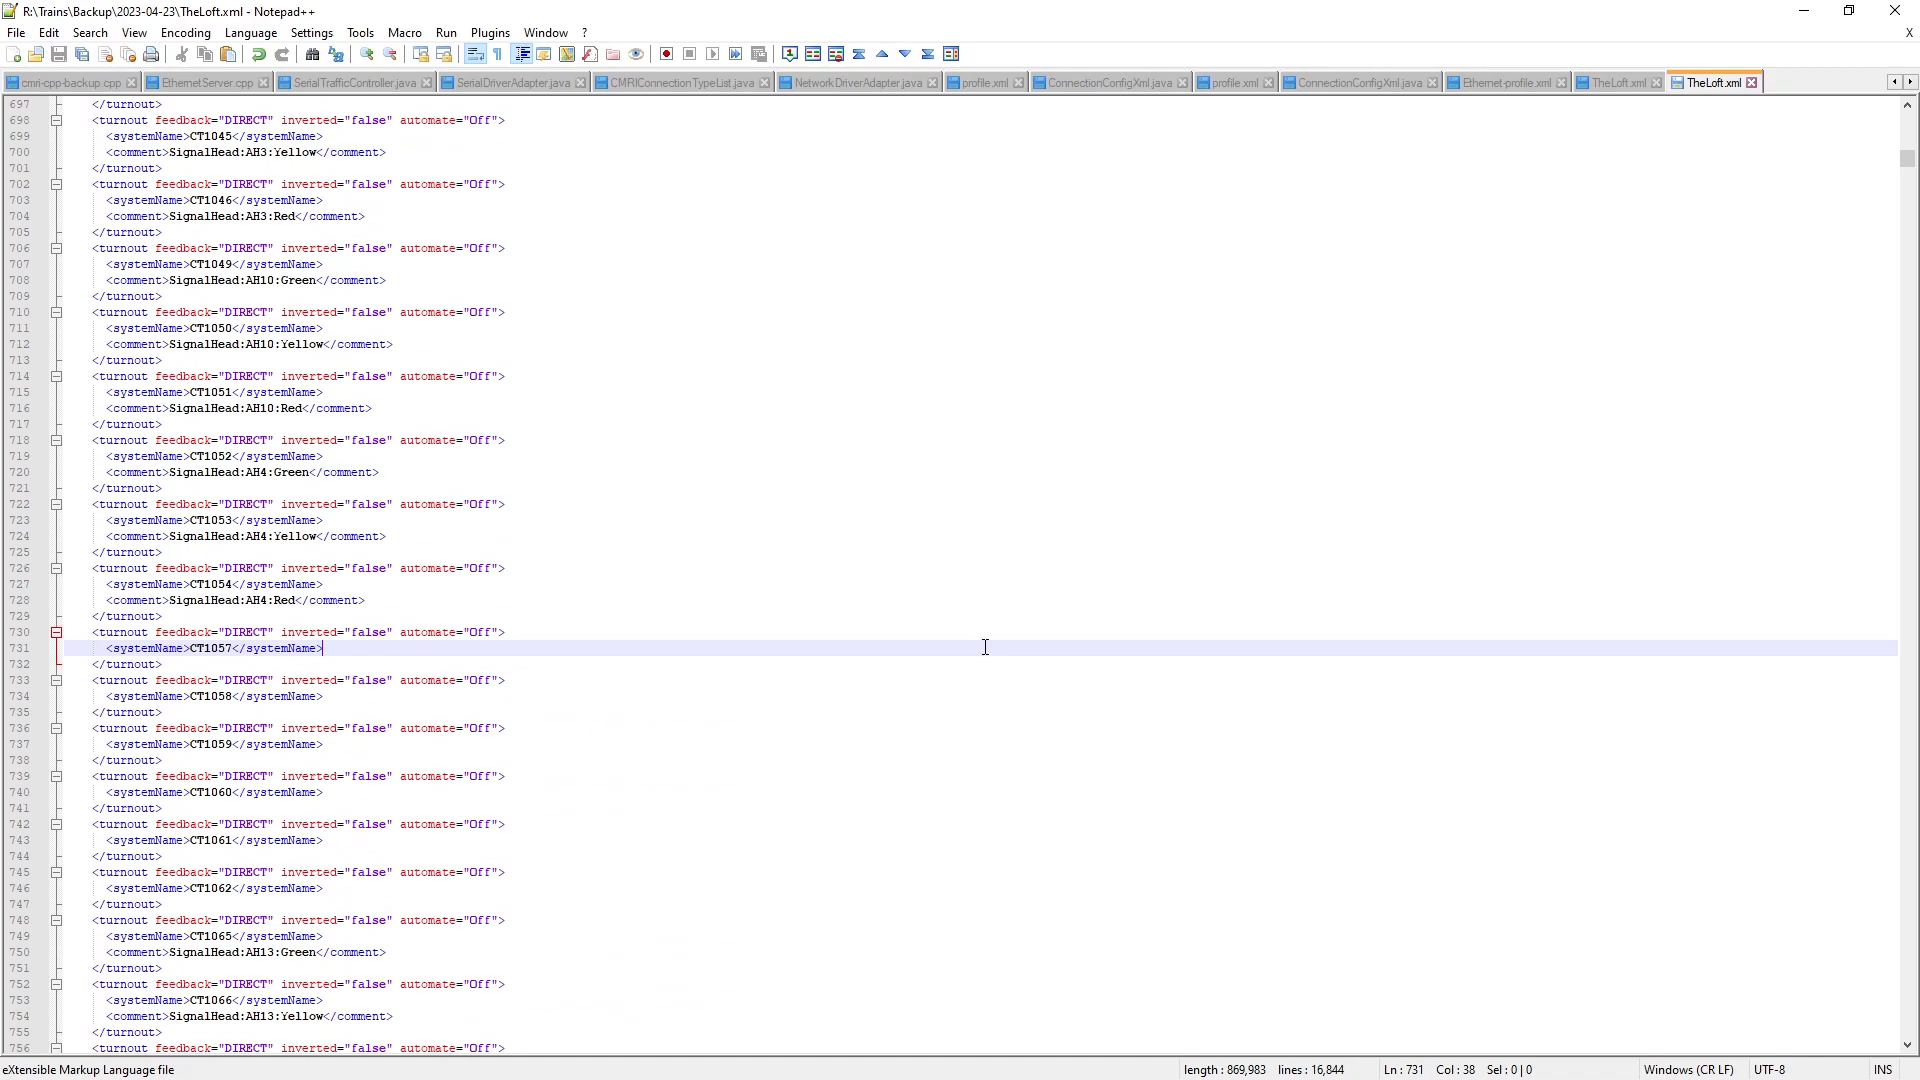 R:\Trains\Backup\2023-04-23\TheLoft.xml - Notepad++
File Edit Search View Encoding Language Settings Tools Macro Run Plugins Window ? X
cmri-cpp-backup.cpp EthernetServer.cpp SerialTrafficController.java SerialDriverAdapter.java CMRIConnectionTypeList.java NetworkDriverAdapter.java profile.xml ConnectionConfigXml.java profile.xml ConnectionConfigXml.java Ethernet-profile.xml TheLoft.xml TheLoft.xml
697 </turnout>
698 <turnout feedback="DIRECT" inverted="false" automate="Off">
699 <systemName>CT1045</systemName>
700 <comment>SignalHead:AH3:Yellow</comment>
701 </turnout>
702 <turnout feedback="DIRECT" inverted="false" automate="Off">
703 <systemName>CT1046</systemName>
704 <comment>SignalHead:AH3:Red</comment>
705 </turnout>
706 <turnout feedback="DIRECT" inverted="false" automate="Off">
707 <systemName>CT1049</systemName>
708 <comment>SignalHead:AH10:Green</comment>
709 </turnout>
710 <turnout feedback="DIRECT" inverted="false" automate="Off">
711 <systemName>CT1050</systemName>
712 <comment>SignalHead:AH10:Yellow</comment>
713 </turnout>
714 <turnout feedback="DIRECT" inverted="false" automate="Off">
715 <systemName>CT1051</systemName>
716 <comment>SignalHead:AH10:Red</comment>
717 </turnout>
718 <turnout feedback="DIRECT" inverted="false" automate="Off">
719 <systemName>CT1052</systemName>
720 <comment>SignalHead:AH4:Green</comment>
721 </turnout>
722 <turnout feedback="DIRECT" inverted="false" automate="Off">
723 <systemName>CT1053</systemName>
724 <comment>SignalHead:AH4:Yellow</comment>
725 </turnout>
726 <turnout feedback="DIRECT" inverted="false" automate="Off">
727 <systemName>CT1054</systemName>
728 <comment>SignalHead:AH4:Red</comment>
729 </turnout>
730 <turnout feedback="DIRECT" inverted="false" automate="Off">
731 <systemName>CT1057</systemName>
732 </turnout>
733 <turnout feedback="DIRECT" inverted="false" automate="Off">
734 <systemName>CT1058</systemName>
735 </turnout>
736 <turnout feedback="DIRECT" inverted="false" automate="Off">
737 <systemName>CT1059</systemName>
738 </turnout>
739 <turnout feedback="DIRECT" inverted="false" automate="Off">
740 <systemName>CT1060</systemName>
741 </turnout>
742 <turnout feedback="DIRECT" inverted="false" automate="Off">
743 <systemName>CT1061</systemName>
744 </turnout>
745 <turnout feedback="DIRECT" inverted="false" automate="Off">
746 <systemName>CT1062</systemName>
747 </turnout>
748 <turnout feedback="DIRECT" inverted="false" automate="Off">
749 <systemName>CT1065</systemName>
750 <comment>SignalHead:AH13:Green</comment>
751 </turnout>
752 <turnout feedback="DIRECT" inverted="false" automate="Off">
753 <systemName>CT1066</systemName>
754 <comment>SignalHead:AH13:Yellow</comment>
755 </turnout>
756 <turnout feedback="DIRECT" inverted="false" automate="Off">
eXtensible Markup Language file length : 869,983 lines : 16,844 Ln : 731 Col : 38 Sel : 0 | 0 Windows (CR LF) UTF-8 INS